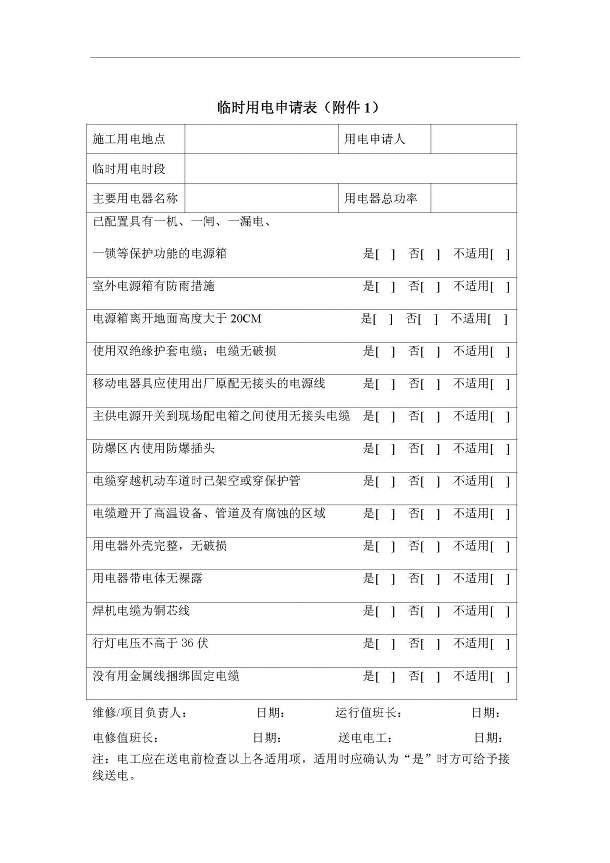 临时用电申请表（附件1）
施工用电地点 用电申请人
临时用电时段
主要用电器名称 用电器总功率
已配置具有一机、一闸、一漏电、
一锁等保护功能的电源箱 是[ ] 否[ ] 不适用[ ]
室外电源箱有防雨措施 是[ ] 否[ ] 不适用[ ]
电源箱离开地面高度大于20CM 是[ ] 否[ ] 不适用[ ]
使用双绝缘护套电缆；电缆无破损 是[ ] 否[ ] 不适用[ ]
移动电器具应使用出厂原配无接头的电源线 是[ ] 否[ ] 不适用[ ]
主供电源开关到现场配电箱之间使用无接头电缆 是[ ] 否[ ] 不适用[ ]
防爆区内使用防爆插头 是[ ] 否[ ] 不适用[ ]
电缆穿越机动车道时已架空或穿保护管 是[ ] 否[ ] 不适用[ ]
电缆避开了高温设备、管道及有腐蚀的区域 是[ ] 否[ ] 不适用[ ]
用电器外壳完整，无破损 是[ ] 否[ ] 不适用[ ]
用电器带电体无裸露 是[ ] 否[ ] 不适用[ ]
焊机电缆为铜芯线 是[ ] 否[ ] 不适用[ ]
行灯电压不高于36伏 是[ ] 否[ ] 不适用[ ]
没有用金属线捆绑固定电缆 是[ ] 否[ ] 不适用[ ]
维修/项目负责人： 日期： 运行值班长： 日期：
电修值班长： 日期： 送电电工： 日期：
注：电工应在送电前检查以上各适用项，适用时应确认为“是”时方可给予接
线送电。